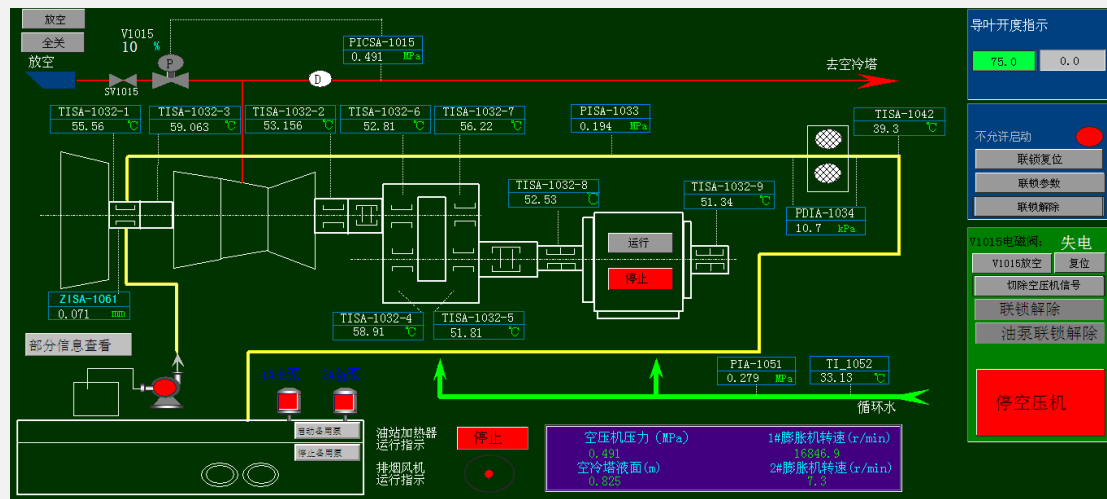 放空
全关
放空
V1015
10 %
P
SV1015
PICSA-1015
0.491 MPa
D
去空冷塔
TISA-1032-1
55.56 ℃
TISA-1032-3
59.063 ℃
TISA-1032-2
53.156 ℃
TISA-1032-6
52.81 ℃
TISA-1032-7
56.22 ℃
PISA-1033
0.194 MPa
TISA-1042
39.3 ℃
TISA-1032-8
52.53 ℃
TISA-1032-9
51.34 ℃
PDIA-1034
10.7 kPa
运行
停止
ZISA-1061
0.071 mm
TISA-1032-4
58.91 ℃
TISA-1032-5
51.81 ℃
部分信息查看
PIA-1051
0.279 MPa
TI_1052
33.13 ℃
循环水
启动备用泵
停止备用泵
油站加热器
运行指示
停止
排烟风机
运行指示
空压机压力(MPa)
0.491
1#膨胀机转速(r/min)
16846.9
空冷塔液面(m)
0.825
2#膨胀机转速(r/min)
7.3
导叶开度指示
75.0
0.0
不允许启动
联锁复位
联锁参数
联锁解除
V1015电磁阀:
失电
V1015放空
复位
切除空压机信号
联锁解除
油泵联锁解除
停空压机